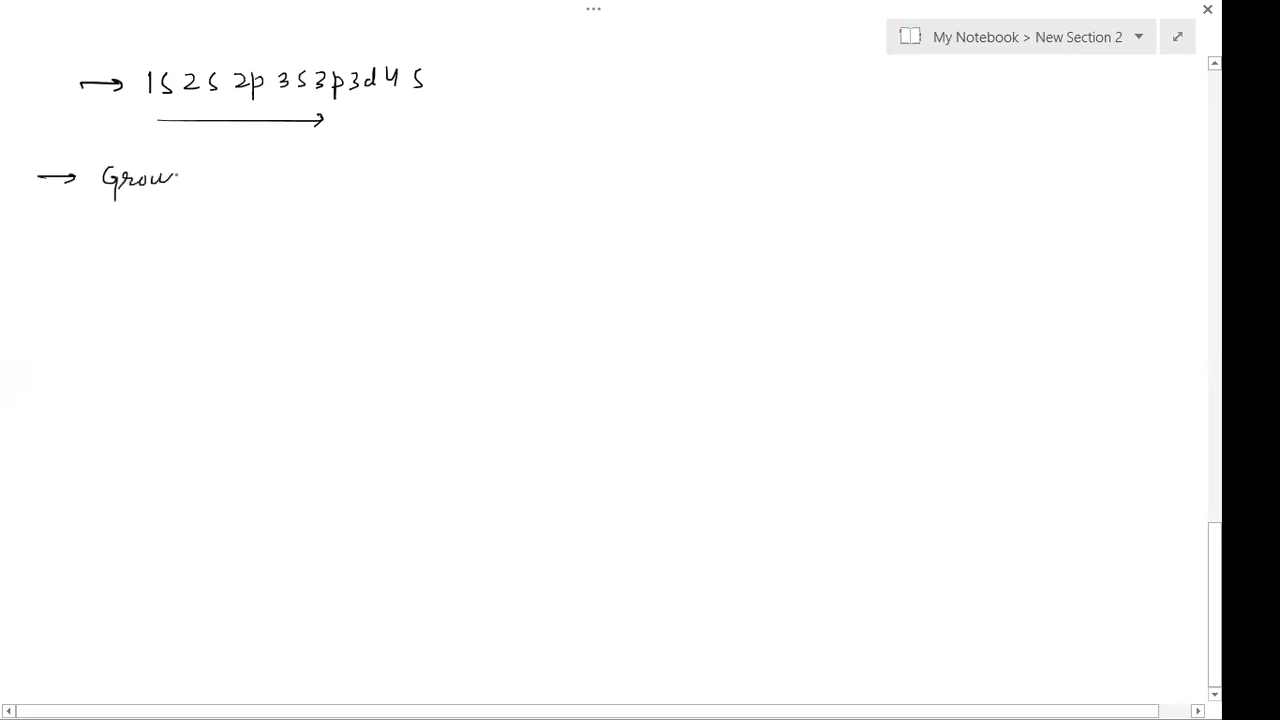 ...
My Notebook > New Section 2
→ 1s 2s 2p 3s 3p 3d 4s
→ Grou